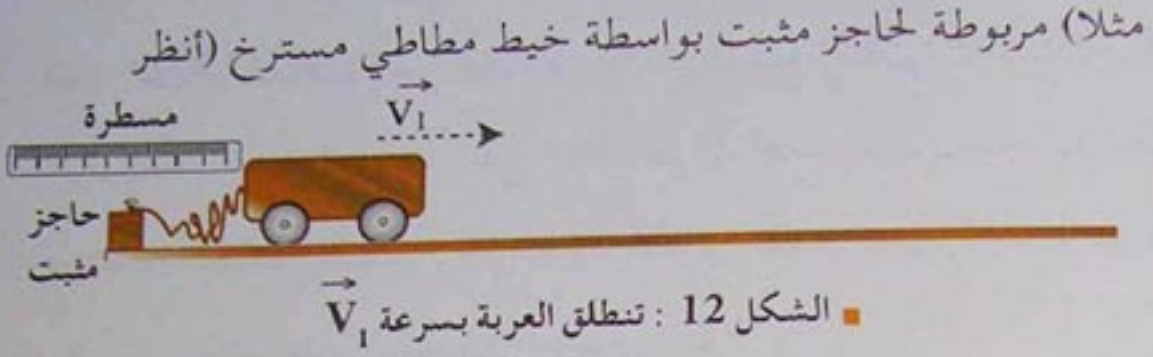 مثلا) مربوطة لحاجز مثبت بواسطة خيط مطاطي مسترخ (أنظر
V₁
مسطرة
حاجز
مثبت
الشكل 12 : تنطلق العربة بسرعة V₁